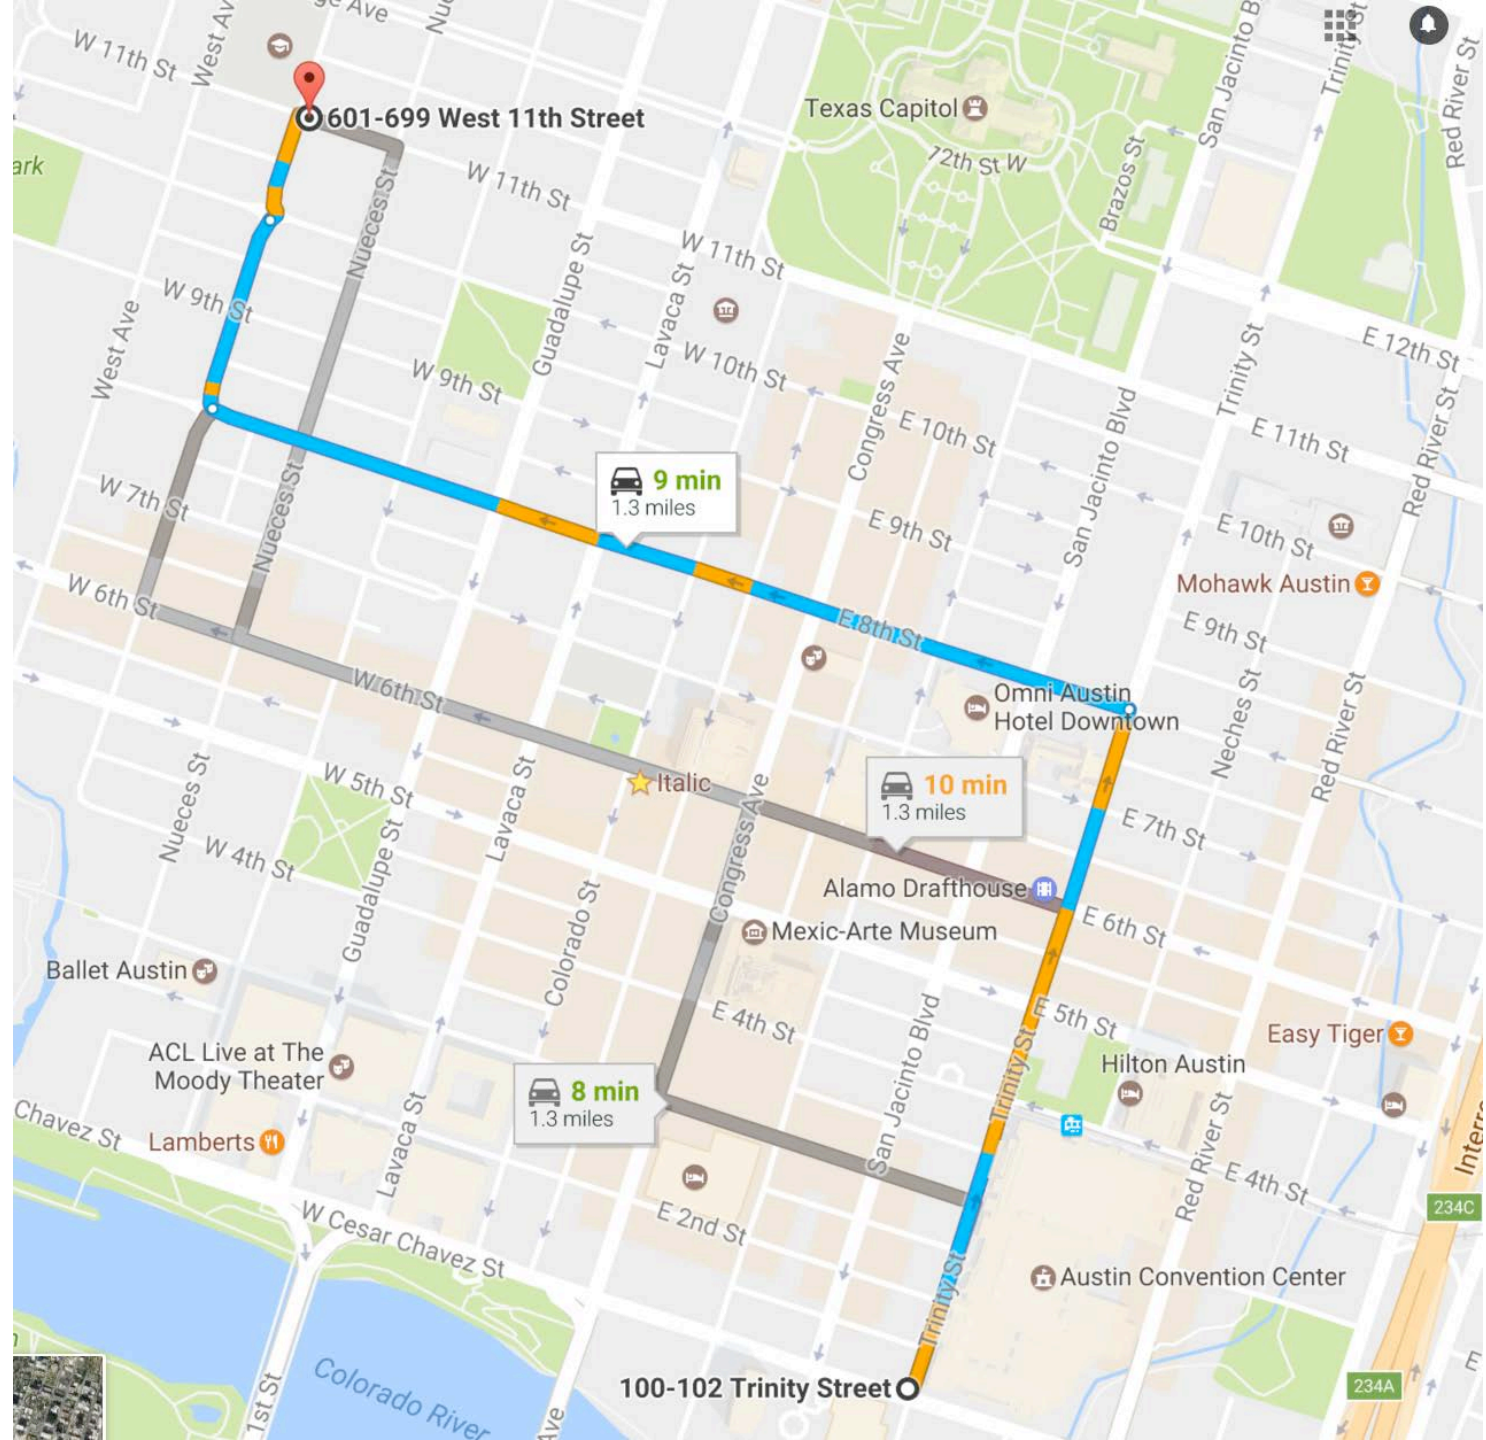 ge Ave
W 11th St
West Av
601-699 West 11th Street
Texas Capitol
12th St W
San Jacinto B
Trinity St
Red River St
Brazos St
ark
Nueces St
W 11th St
Guadalupe St
W 11th St
Lavaca St
W 9th St
West Ave
W 10th St
W 9th St
Congress Ave
E 10th St
San Jacinto Blvd
Trinity St
E 12th St
E 11th St
Red River St
9 min
1.3 miles
W 7th St
Nueces St
E 9th St
E 10th St
Mohawk Austin
W 6th St
E 8th St
E 9th St
W 6th St
Omni Austin
Hotel Downtown
Neches St
Red River St
Italic
10 min
1.3 miles
W 5th St
Nueces St
Lavaca St
E 7th St
W 4th St
Guadalupe St
Congress Ave
Alamo Drafthouse
E 6th St
Mexic-Arte Museum
Ballet Austin
Colorado St
E 4th St
San Jacinto Blvd
E 5th St
Trinity St
Easy Tiger
ACL Live at The
Moody Theater
Hilton Austin
8 min
1.3 miles
Chavez St
Lamberts
Lavaca St
Red River St
E 4th St
Interr
234C
W Cesar Chavez St
E 2nd St
Trinity St
Austin Convention Center
n
Colorado River
1st St
Ave
100-102 Trinity Street
234A
E